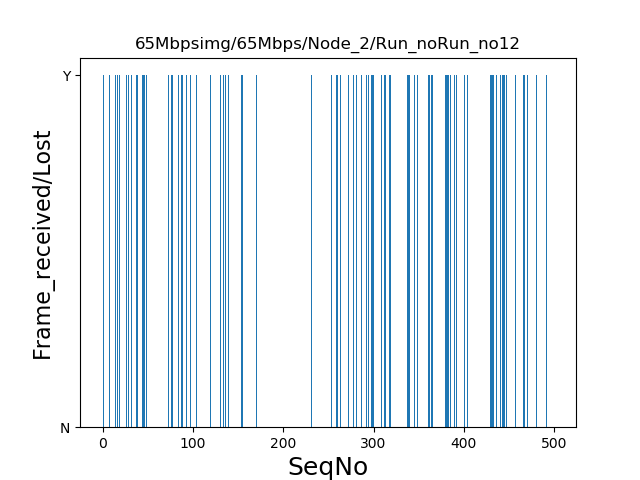 65Mbpsimg/65Mbps/Node_2/Run_noRun_no12
Y
Frame_received/Lost
N
0 100 200 300 400 500
SeqNo